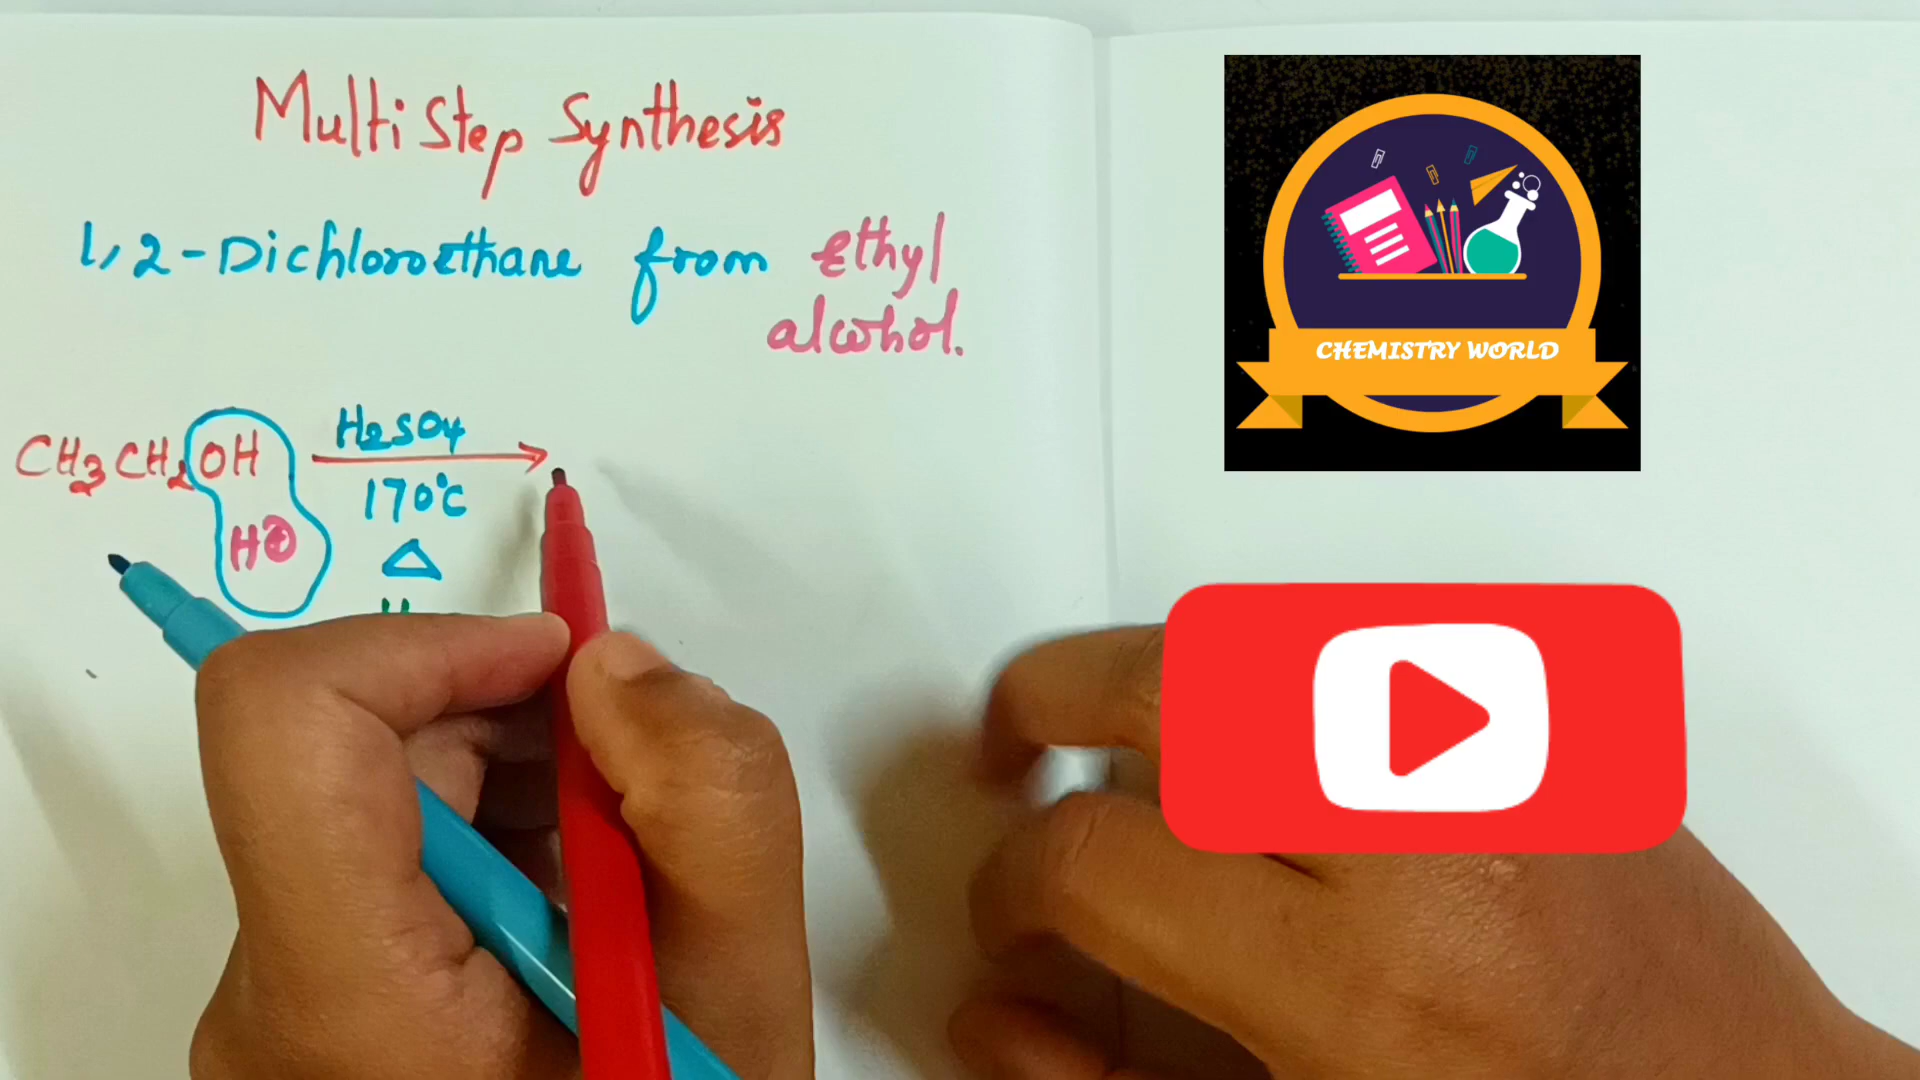 Multi Step Synthesis
1,2-Dichloroethane from ethyl
alcohol.
CH3CH2OH H2SO4
170°C
H⊕
Δ
CHEMISTRY WORLD